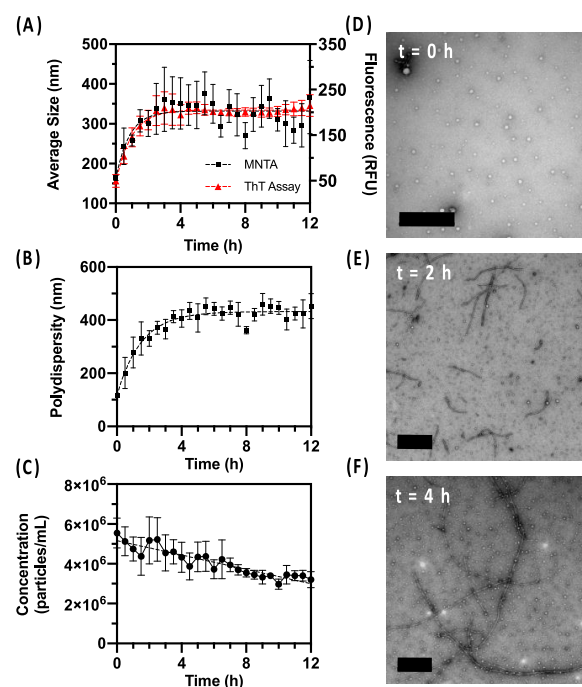 (A)
500
400
300
200
100
Average Size (nm)
350
250
150
50
Fluorescence (RFU)
MNTA
ThT Assay
0
4
8
12
Time (h)
(B)
600
400
200
0
Polydispersity (nm)
0
4
8
12
Time (h)
(C)
8×10⁶
6×10⁶
4×10⁶
2×10⁶
0
Concentration
(particles/mL)
0
4
8
12
Time (h)
(D)
t = 0 h
(E)
t = 2 h
(F)
t = 4 h